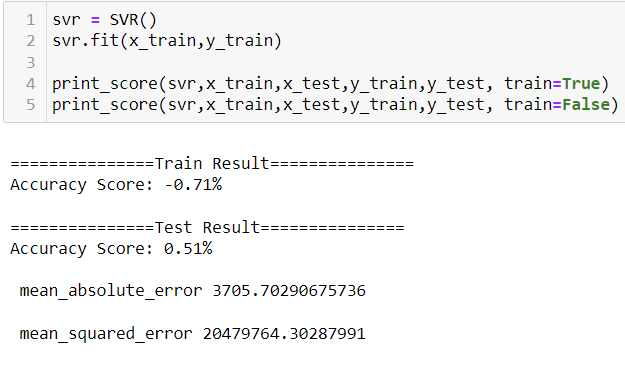 1 svr = SVR()
2 svr.fit(x_train,y_train)
3
4 print_score(svr,x_train,x_test,y_train,y_test, train=True)
5 print_score(svr,x_train,x_test,y_train,y_test, train=False)
===============Train Result===============
Accuracy Score: -0.71%
===============Test Result===============
Accuracy Score: 0.51%
mean_absolute_error 3705.70290675736
mean_squared_error 20479764.30287991